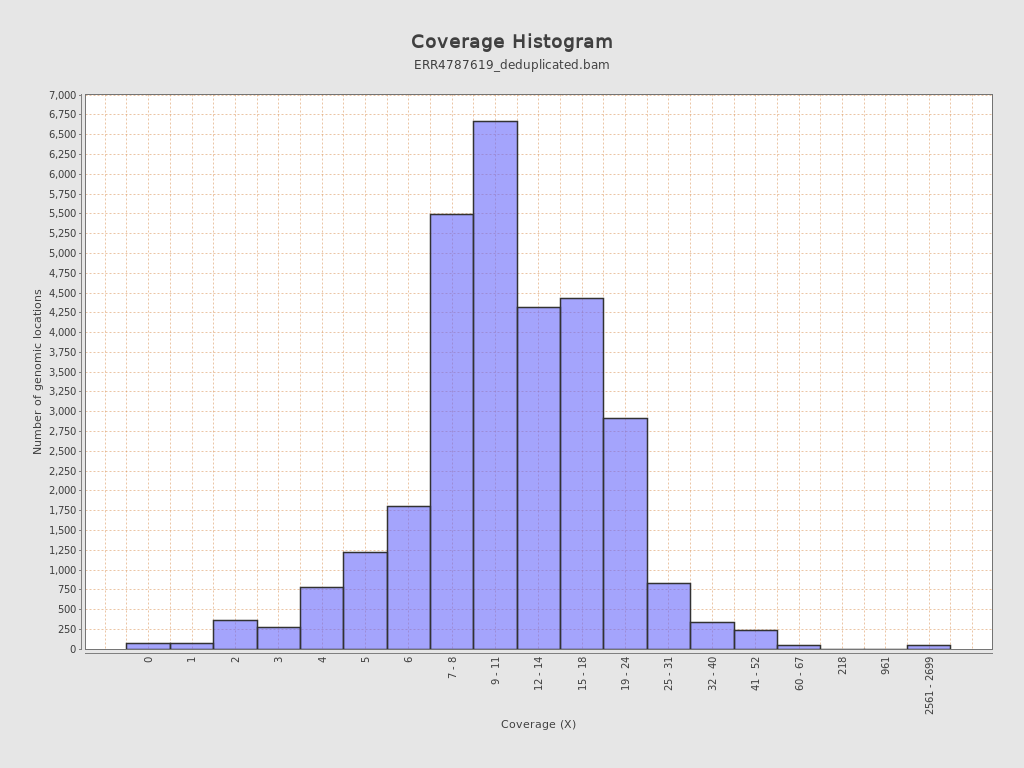 Coverage Histogram
ERR4787619_deduplicated.bam
7,000
6,750
6,500
6,250
6,000
5,750
5,500
5,250
5,000
4,750
4,500
4,250
4,000
3,750
3,500
3,250
3,000
2,750
2,500
2,250
2,000
1,750
1,500
1,250
1,000
750
500
250
0
Number of genomic locations
0
1
2
3
4
5
6
7 - 8
9 - 11
12 - 14
15 - 18
19 - 24
25 - 31
32 - 40
41 - 52
60 - 67
218
961
2561 - 2699
Coverage (X)